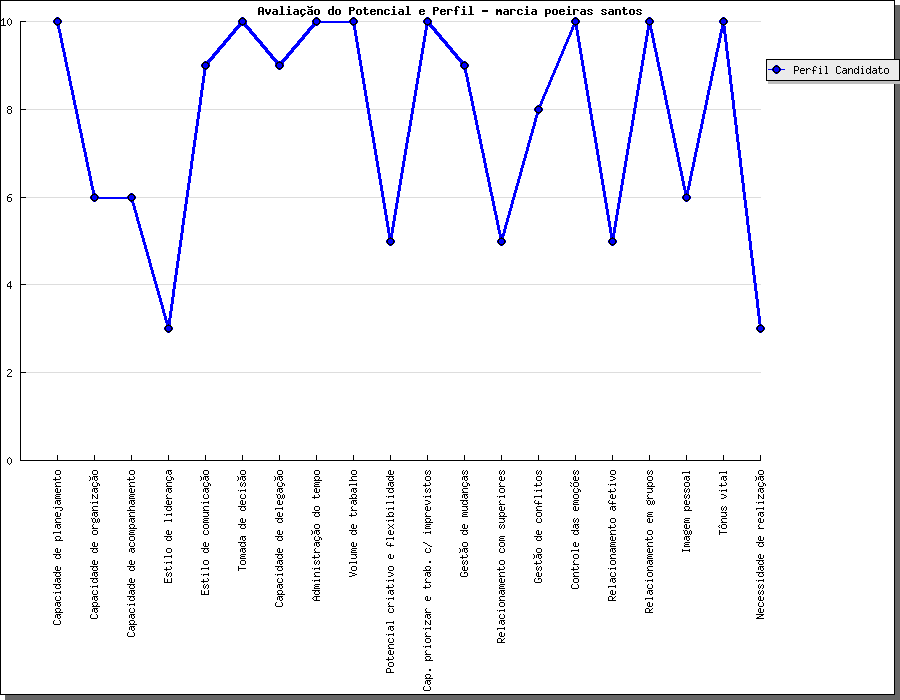 Avaliação do Potencial e Perfil - marcia poeiras santos
10
8
6
4
2
0
Perfil Candidato
Capacidade de planejamento
Capacidade de organização
Capacidade de acompanhamento
Estilo de liderança
Estilo de comunicação
Tomada de decisão
Capacidade de delegação
Administração do tempo
Volume de trabalho
Potencial criativo e flexibilidade
Cap. priorizar e trab. c/ imprevistos
Gestão de mudanças
Relacionamento com superiores
Gestão de conflitos
Controle das emoções
Relacionamento afetivo
Relacionamento em grupos
Imagem pessoal
Tônus vital
Necessidade de realização